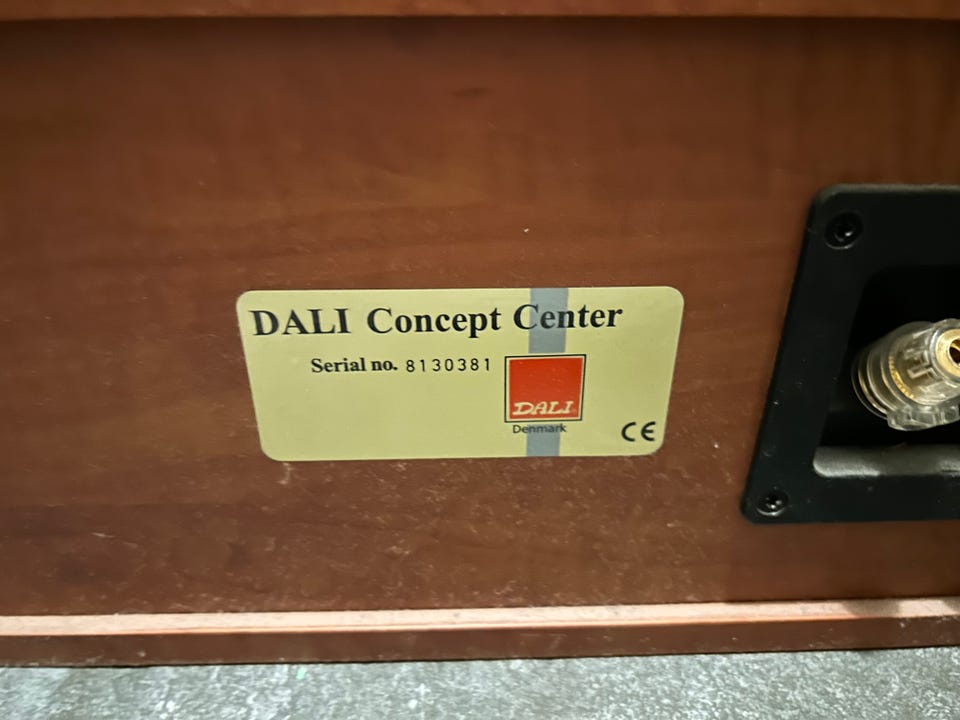 DALI Concept Center
Serial no. 8130381
DALI
Denmark
CE